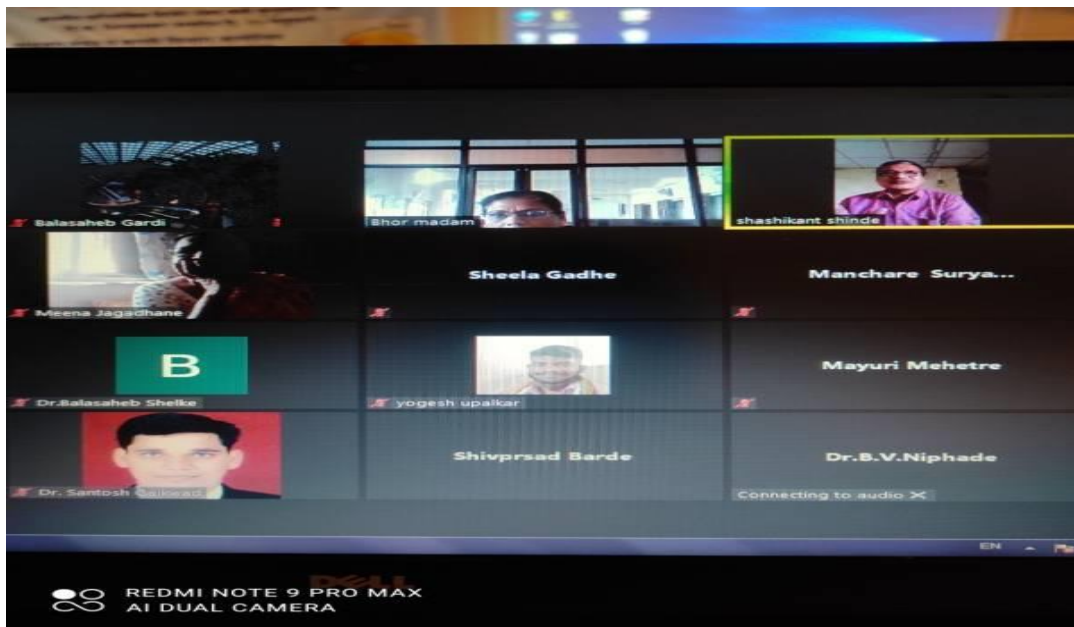 Balasaheb Gardi
Bhor madam
shashikant shinde
Meena Jagadhane
Sheela Gadhe
Manchare Surya...
B
Dr.Balasaheb Shelke
yogesh upalkar
Mayuri Mehetre
Dr. Santosh Gaikwad
Shivprsad Barde
Dr.B.V.Niphade
Connecting to audio
EN
DELL
REDMI NOTE 9 PRO MAX
AI DUAL CAMERA